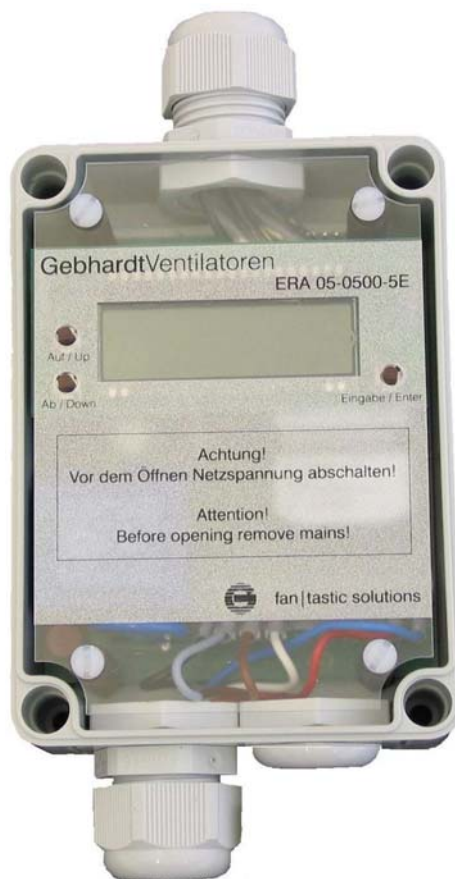 GebhardtVentilatoren
ERA 05-0500-5E
Auf / Up
Ab / Down
Eingabe / Enter
Achtung!
Vor dem Öffnen Netzspannung abschalten!
Attention!
Before opening remove mains!
fan|tastic solutions